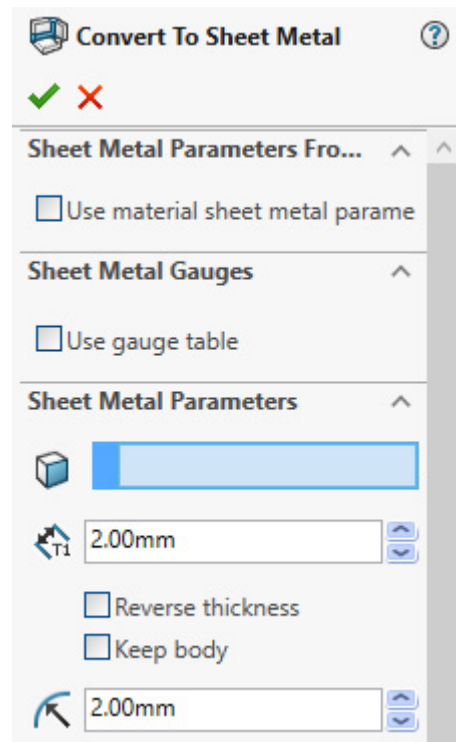 Convert To Sheet Metal ?
Sheet Metal Parameters Fro...
Use material sheet metal parame
Sheet Metal Gauges
Use gauge table
Sheet Metal Parameters
T1 2.00mm
Reverse thickness
Keep body
2.00mm